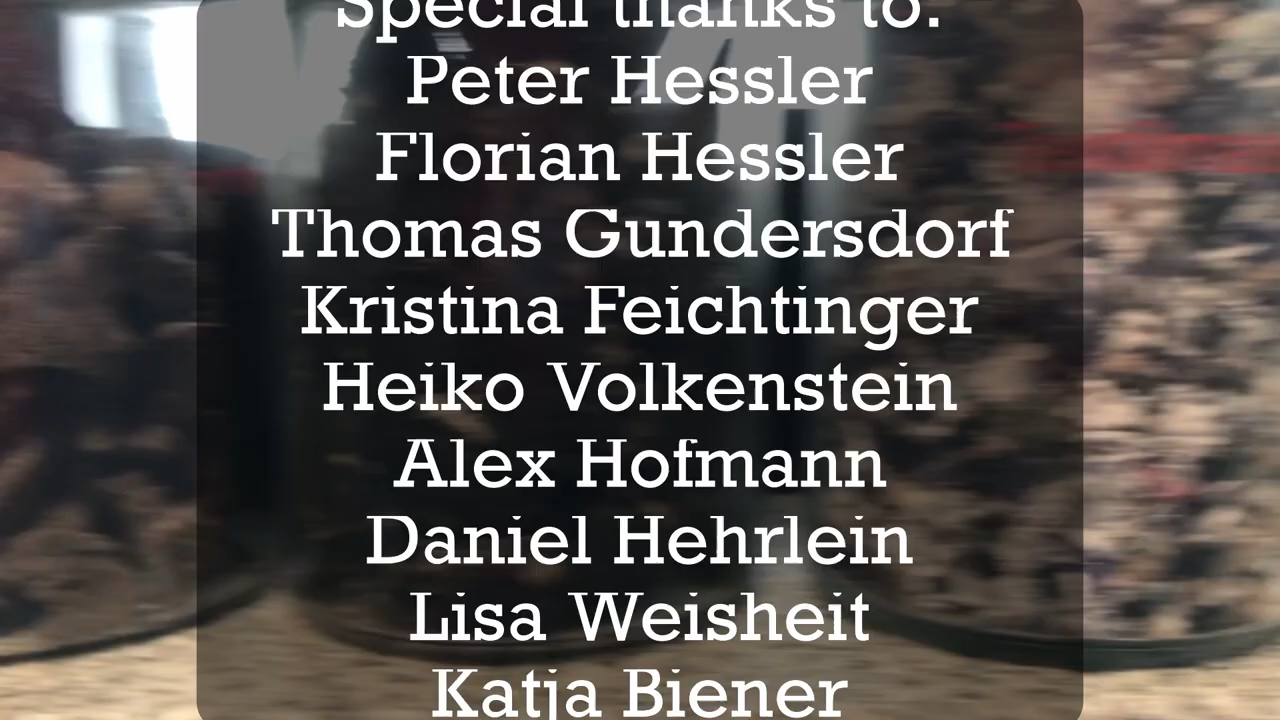 Special thanks to:
Peter Hessler
Florian Hessler
Thomas Gundersdorf
Kristina Feichtinger
Heiko Volkenstein
Alex Hofmann
Daniel Hehrlein
Lisa Weisheit
Katja Biener